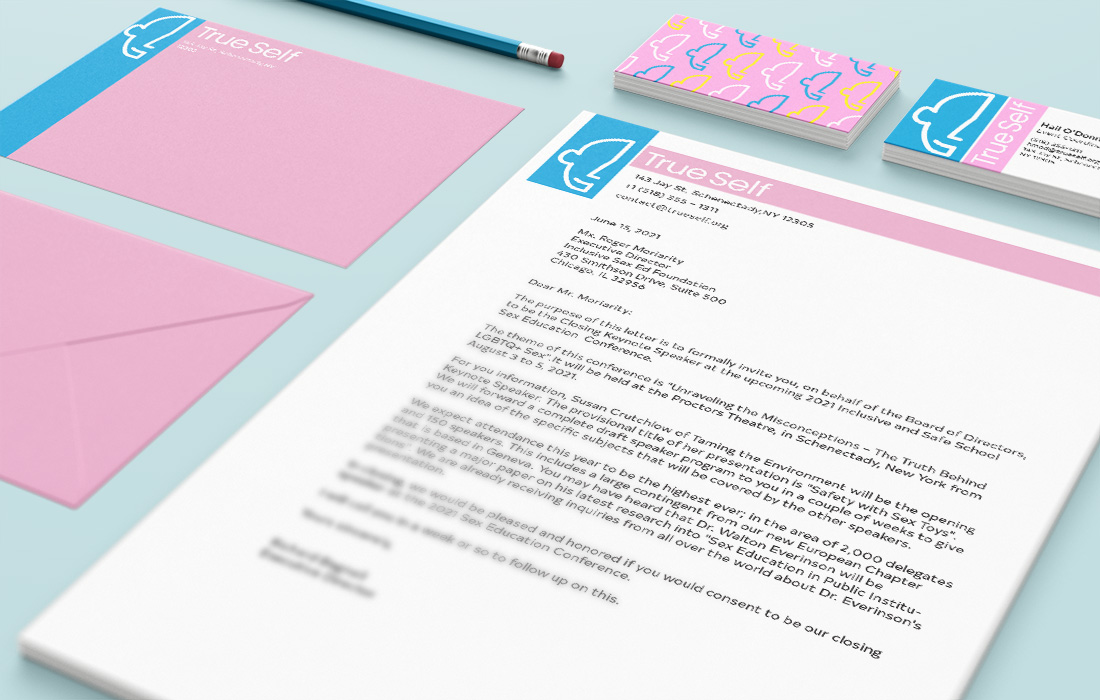 True Self
12305
True Self
143 Jay St. Schenectady, NY 12305
+1 (518) 555 – 1311
contact@trueself.org
June 15, 2021
Mx. Roger Moriarity
Executive Director
Inclusive Sex Ed Foundation
430 Smithson Drive, Suite 500
Chicago, IL 32956
Dear Mr. Moriarity:
The purpose of this letter is to formally invite you, on behalf of the Board of Directors,
to be the Closing Keynote Speaker at the upcoming 2021 Inclusive and Safe School
Sex Education Conference.
The theme of this conference is "Unraveling the Misconceptions – The Truth Behind
LGBTQ+ Sex". It will be held at the Proctors Theatre, in Schenectady, New York from
August 3 to 5, 2021.
For you information, Susan Crutchlow of Taming the Environment will be the opening
Keynote Speaker. The provisional title of her presentation is "Safety with Sex Toys".
We will forward a complete draft speaker program to you in a couple of weeks to give
you an idea of the specific subjects that will be covered by the other speakers.
We expect attendance this year to be the highest ever; in the area of 2,000 delegates
and 150 speakers. This includes a large contingent from our new European Chapter
that is based in Geneva. You may have heard that Dr. Walton Everinson will be
presenting a major paper on his latest research into "Sex Education in Public Institu-
tions". We are already receiving inquiries from all over the world about Dr. Everinson's
presentation.
In closing, we would be pleased and honored if you would consent to be our closing
speaker at the 2021 Sex Education Conference.
I will contact in a week or so to follow up on this.
Yours sincerely,
Executive Director
True Self
Hall O'Donn
Event Coordina
NY 12305